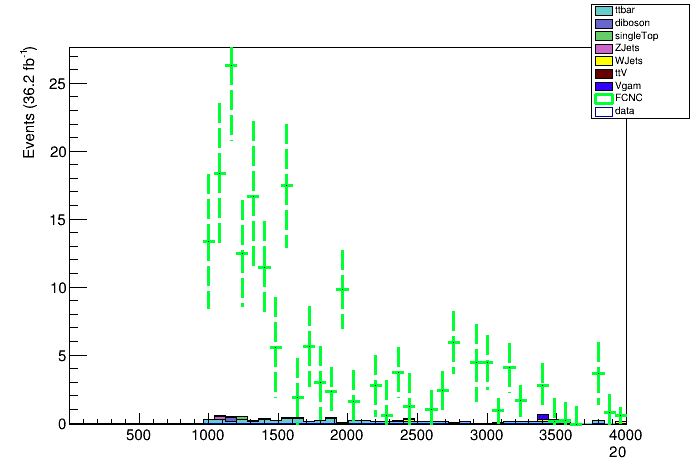 ttbar
diboson
singleTop
ZJets
WJets
ttV
Vgam
FCNC
data
Events (36.2 fb⁻¹)
25
20
15
10
5
0
500
1000
1500
2000
2500
3000
3500
4000
20